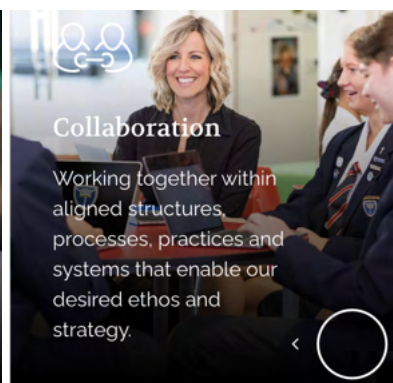 Collaboration
Working together within
aligned structures,
processes, practices and
systems that enable our
desired ethos and
strategy.